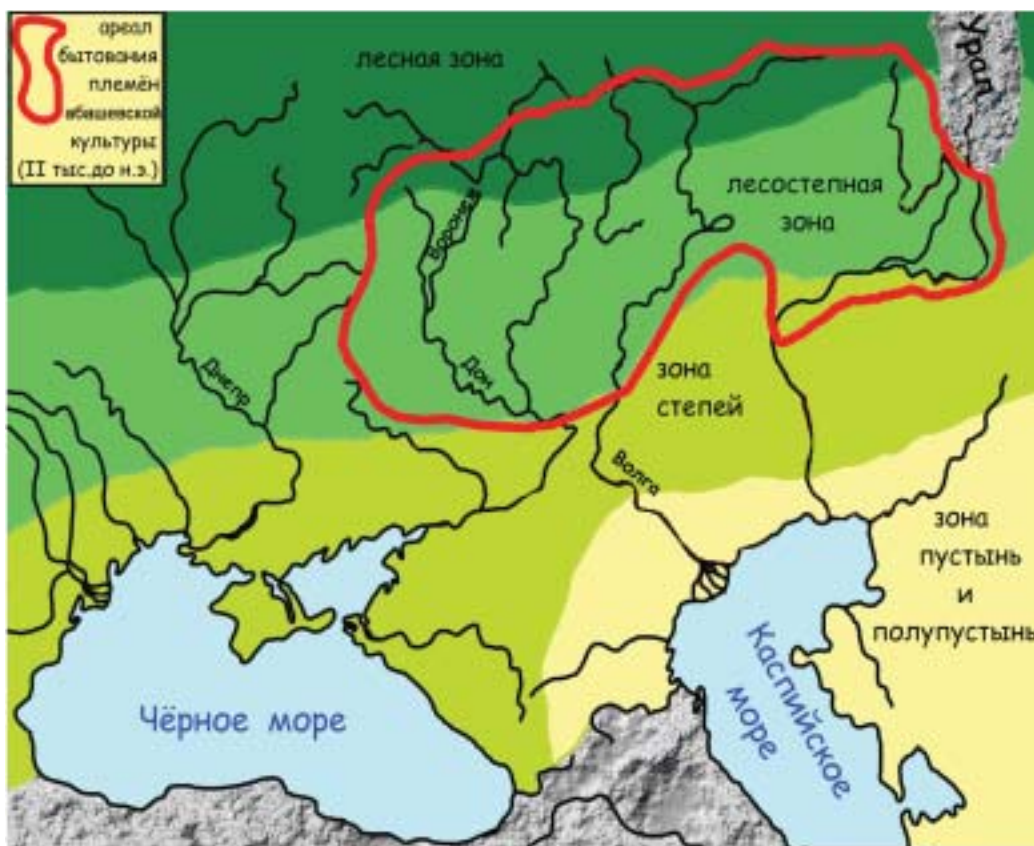 ареал
бытования
племён
абашевской
культуры
(II тыс.до н.э.)
лесная зона
Урал
лесостепная
зона
Воронеж
Дон
Днепр
зона
степей
Волга
зона
пустынь
и
полупустынь
Чёрное море
Каспийское
море